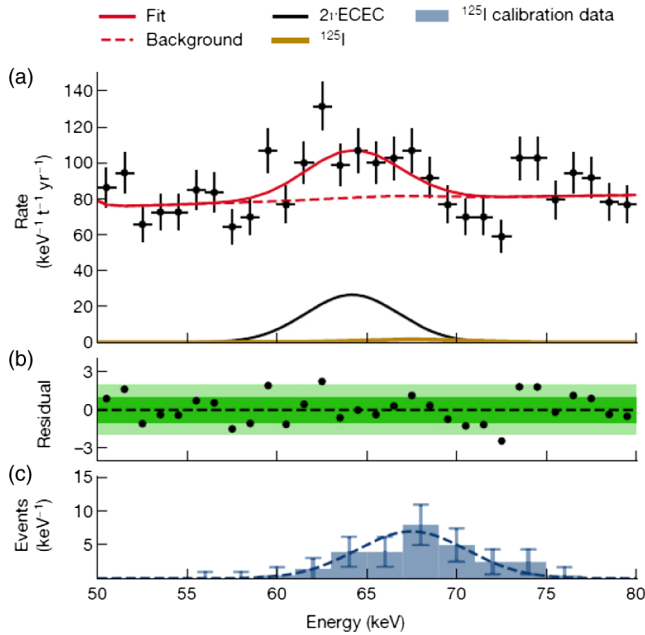 Fit
2νECEC
¹²⁵I calibration data
Background
¹²⁵I
(a)
140
120
100
80
60
40
20
0
Rate
(keV⁻¹ t⁻¹ yr⁻¹)
(b)
3
0
−3
Residual
(c)
15
10
5
0
Events
(keV⁻¹)
50 55 60 65 70 75 80
Energy (keV)